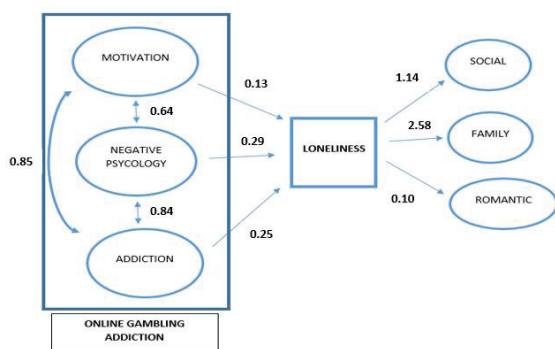 MOTIVATION
0.64
0.85
NEGATIVE
PSYCOLOGY
0.84
ADDICTION
ONLINE GAMBLING
ADDICTION
0.13
0.29
0.25
LONELINESS
1.14
2.58
0.10
SOCIAL
FAMILY
ROMANTIC